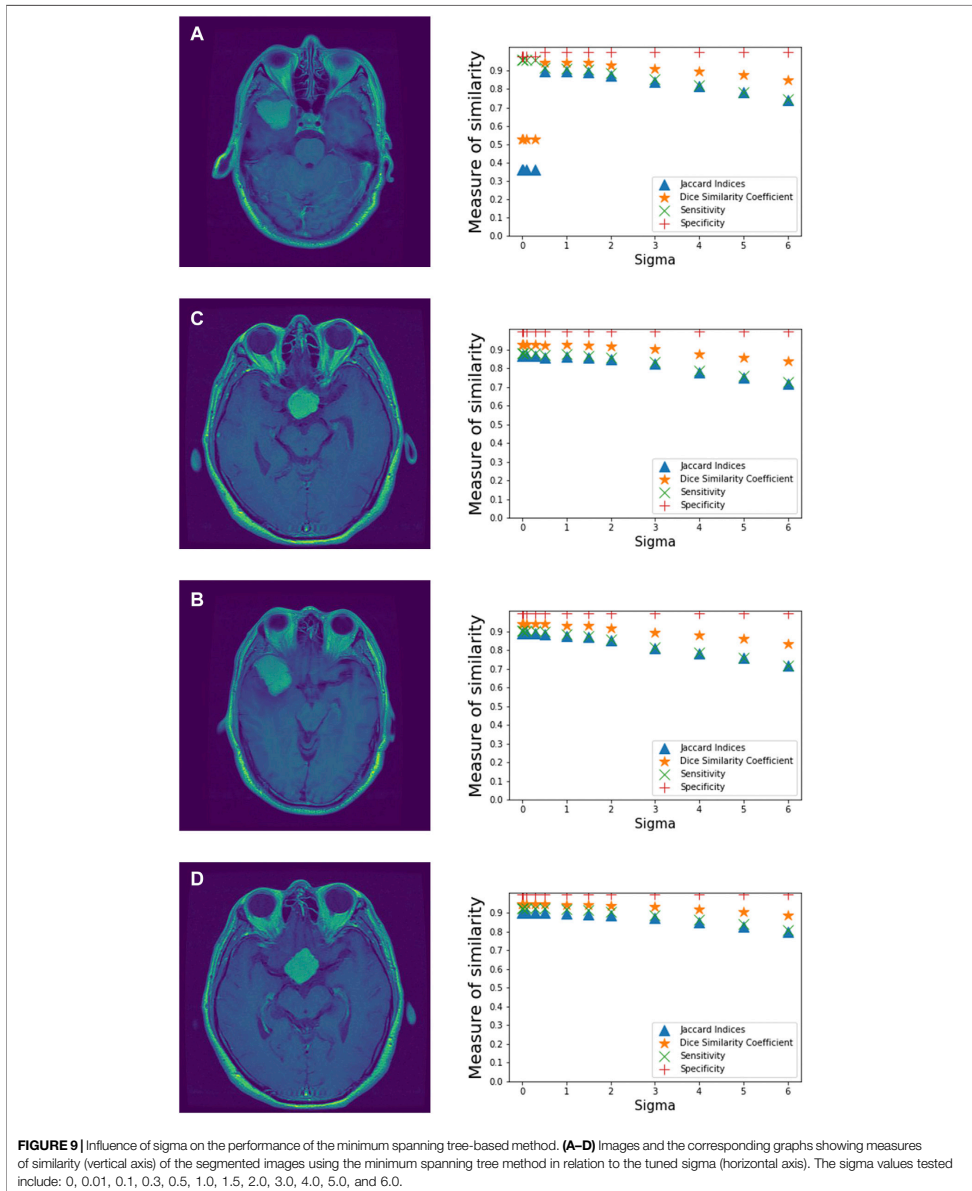 A
Measure of similarity
0.9
0.8
0.7
0.6
0.5
0.4
0.3
0.2
0.1
0.0
Jaccard Indices
Dice Similarity Coefficient
Sensitivity
Specificity
0 1 2 3 4 5 6
Sigma
C
Measure of similarity
0.9
0.8
0.7
0.6
0.5
0.4
0.3
0.2
0.1
0.0
Jaccard Indices
Dice Similarity Coefficient
Sensitivity
Specificity
0 1 2 3 4 5 6
Sigma
B
Measure of similarity
0.9
0.8
0.7
0.6
0.5
0.4
0.3
0.2
0.1
0.0
Jaccard Indices
Dice Similarity Coefficient
Sensitivity
Specificity
0 1 2 3 4 5 6
Sigma
D
Measure of similarity
0.9
0.8
0.7
0.6
0.5
0.4
0.3
0.2
0.1
0.0
Jaccard Indices
Dice Similarity Coefficient
Sensitivity
Specificity
0 1 2 3 4 5 6
Sigma
FIGURE 9 | Influence of sigma on the performance of the minimum spanning tree-based method. (A–D) Images and the corresponding graphs showing measures
of similarity (vertical axis) of the segmented images using the minimum spanning tree method in relation to the tuned sigma (horizontal axis). The sigma values tested
include: 0, 0.01, 0.1, 0.3, 0.5, 1.0, 1.5, 2.0, 3.0, 4.0, 5.0, and 6.0.